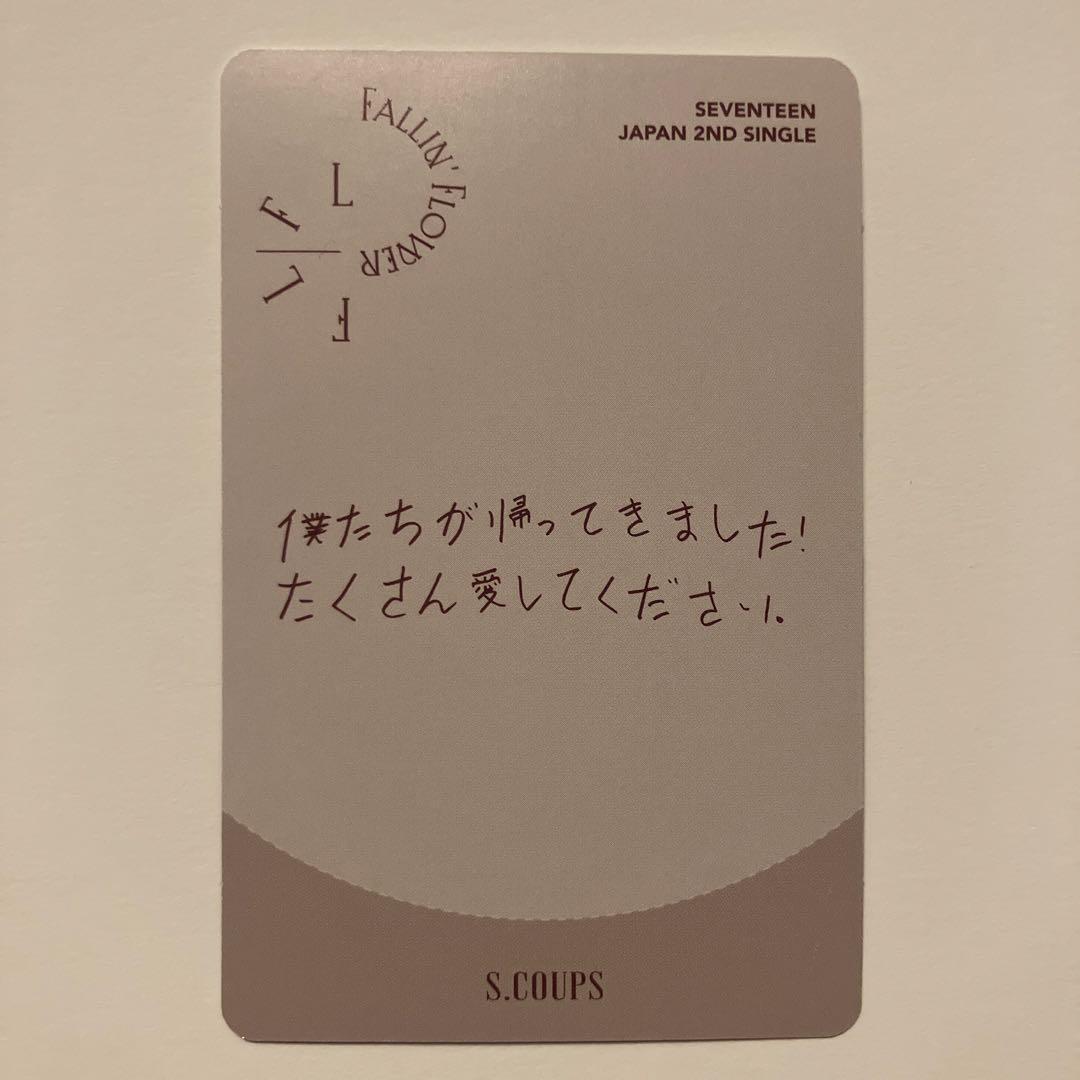 FALLIN' FLOWER
L
F
L
F
SEVENTEEN
JAPAN 2ND SINGLE
僕たちが帰ってきました!
たくさん愛してください。
S.COUPS